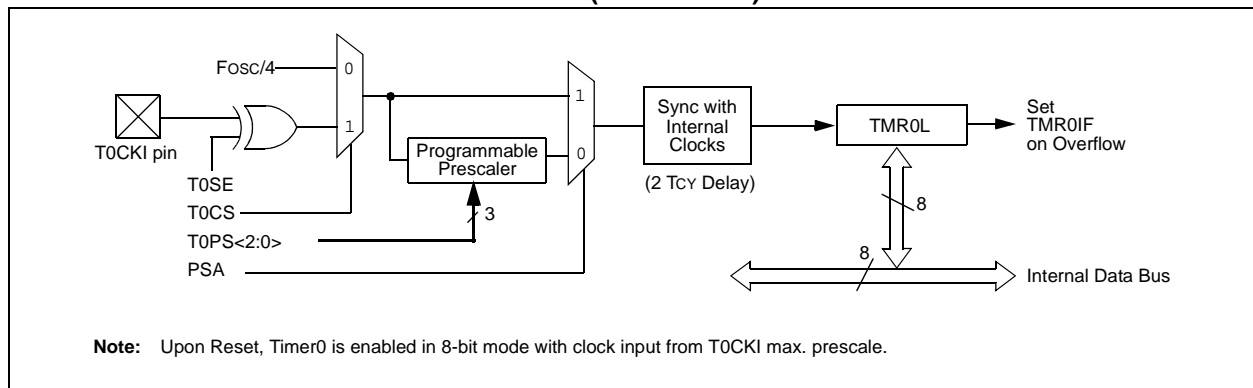 FOSC/4
0
1
T0CKI pin
T0SE
T0CS
T0PS<2:0>
PSA
Programmable
Prescaler
3
1
0
Sync with
Internal
Clocks
(2 TCY Delay)
TMR0L
Set
TMR0IF
on Overflow
8
8
Internal Data Bus
Note: Upon Reset, Timer0 is enabled in 8-bit mode with clock input from T0CKI max. prescale.